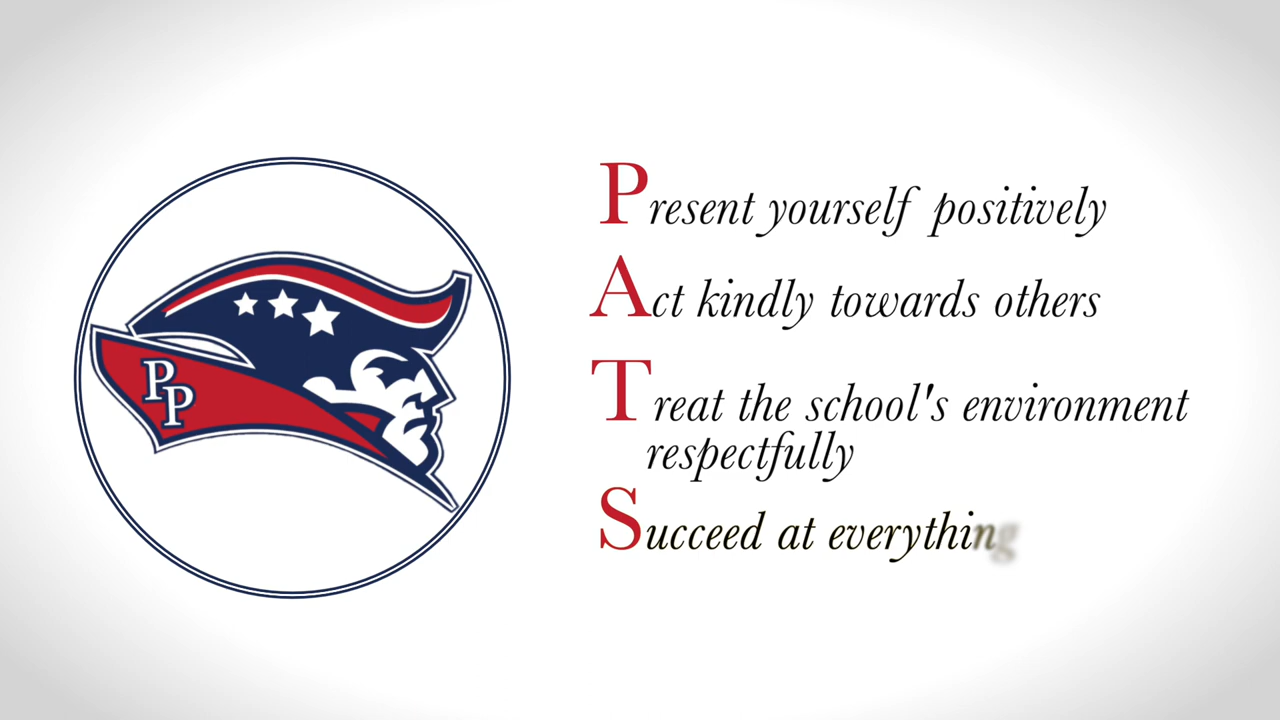 PP
Present yourself positively
Act kindly towards others
Treat the school's environment
respectfully
Succeed at everything